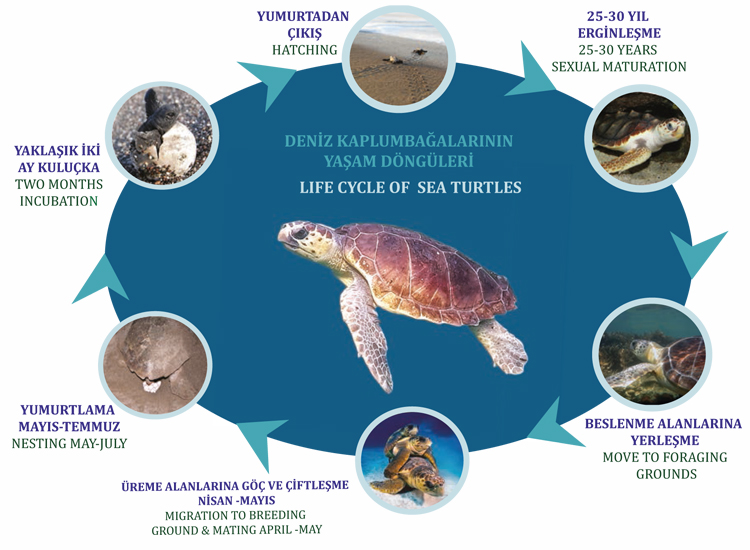 YUMURTADAN
ÇIKIŞ
HATCHING
25-30 YIL
ERGİNLEŞME
25-30 YEARS
SEXUAL MATURATION
DENİZ KAPLUMBAĞALARININ
YAŞAM DÖNGÜLERİ
LIFE CYCLE OF SEA TURTLES
YAKLAŞIK İKİ
AY KULUÇKA
TWO MONTHS
INCUBATION
BESLENME ALANLARINA
YERLEŞME
MOVE TO FORAGING
GROUNDS
YUMURTLAMA
MAYIS-TEMMUZ
NESTING MAY-JULY
ÜREME ALANLARINA GÖÇ VE ÇİFTLEŞME
NİSAN -MAYIS
MIGRATION TO BREEDING
GROUND & MATING APRIL -MAY